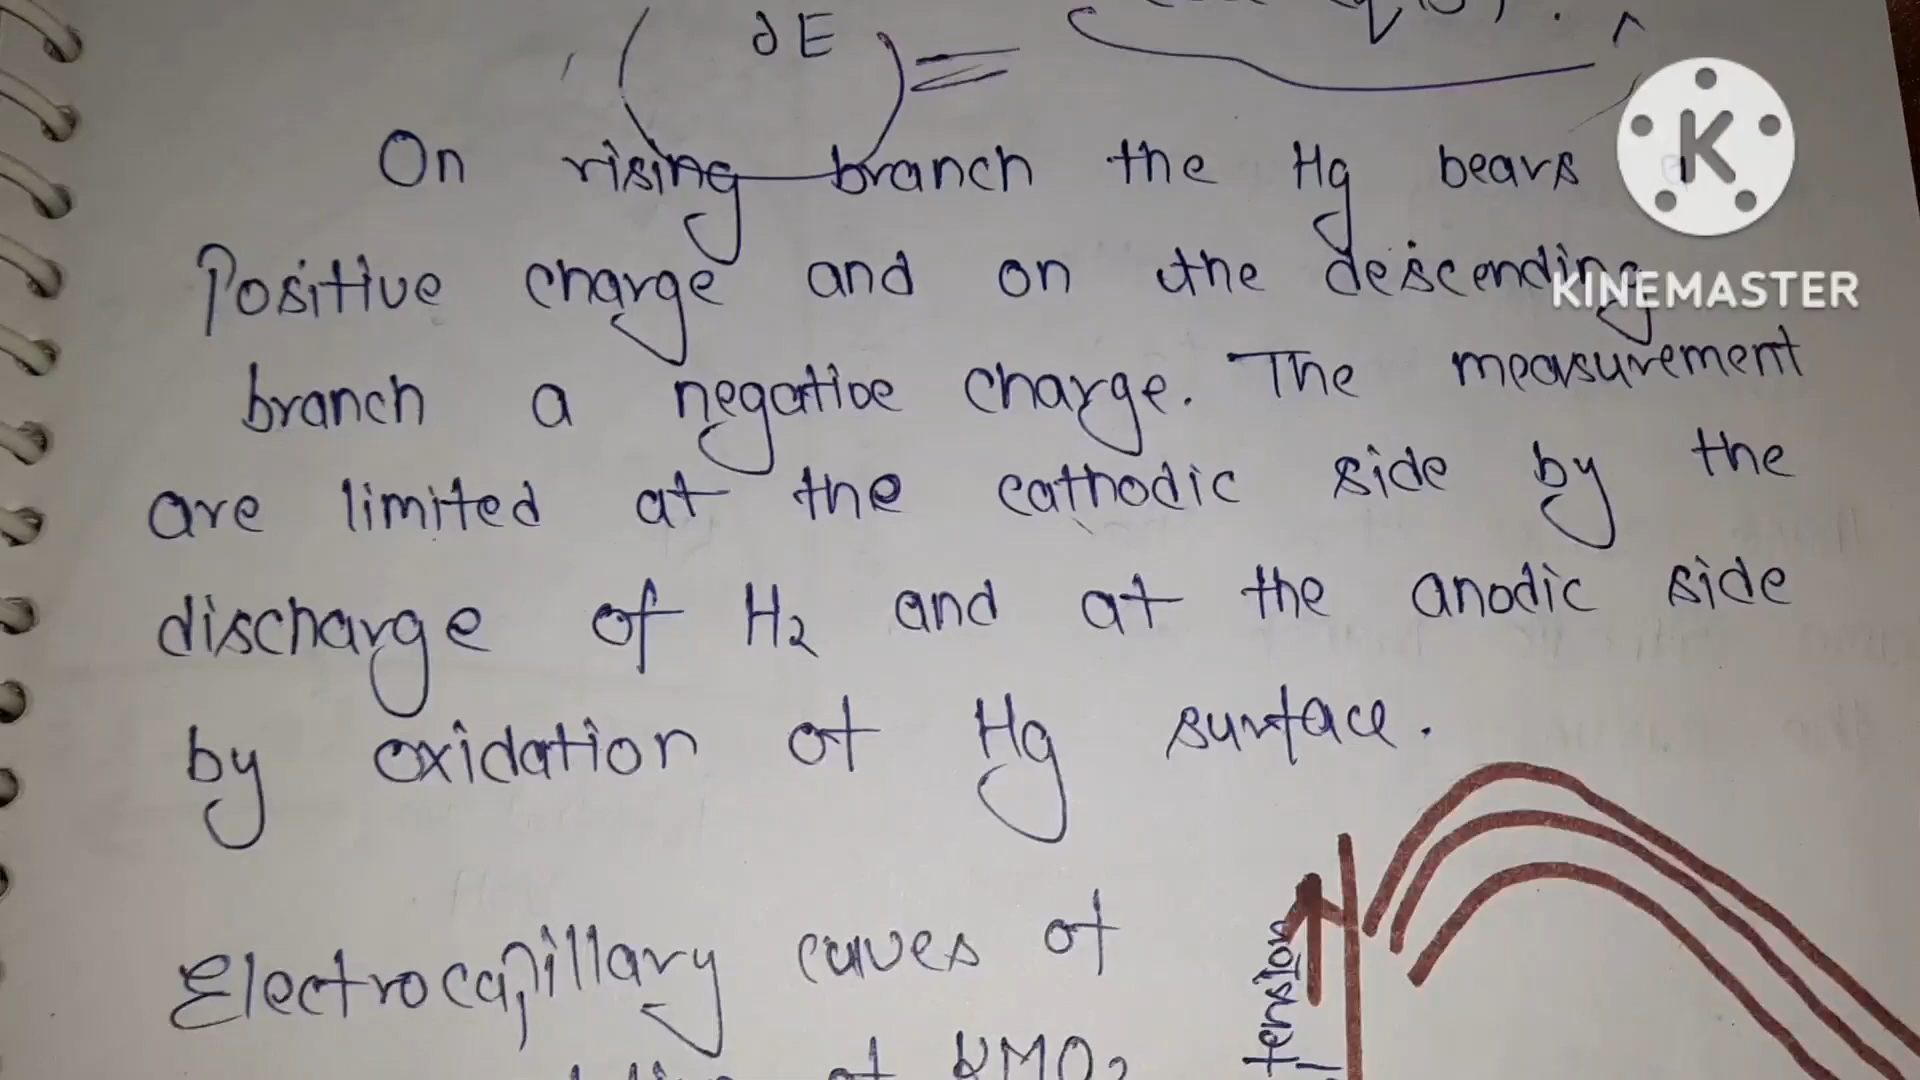 ∂E =
On rising branch the Hg bears
Positive charge and on the descending
KINEMASTER
branch a negative charge. The measurement
are limited at the cathodic side by the
discharge of H₂ and at the anodic side
by oxidation of Hg surface.
Electrocapillary cuves of
tension
of